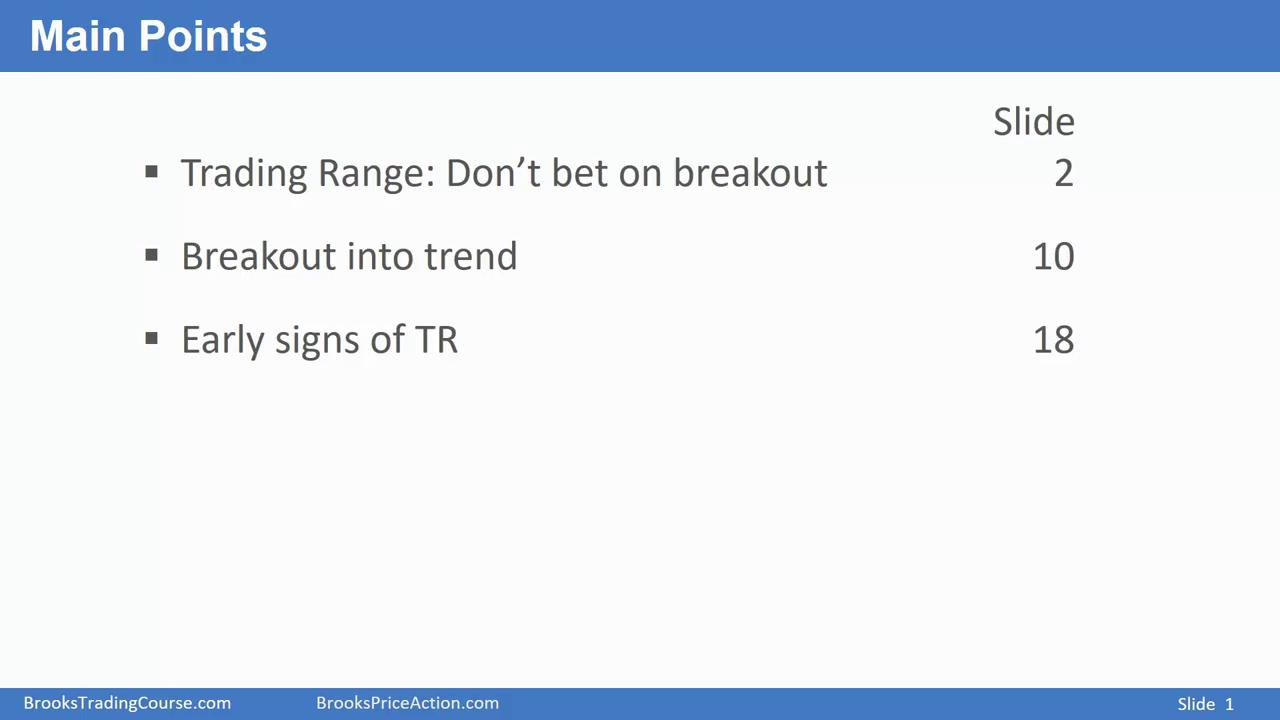 Main Points
Slide
▪ Trading Range: Don’t bet on breakout 2
▪ Breakout into trend 10
▪ Early signs of TR 18
BrooksTradingCourse.com BrooksPriceAction.com Slide 1